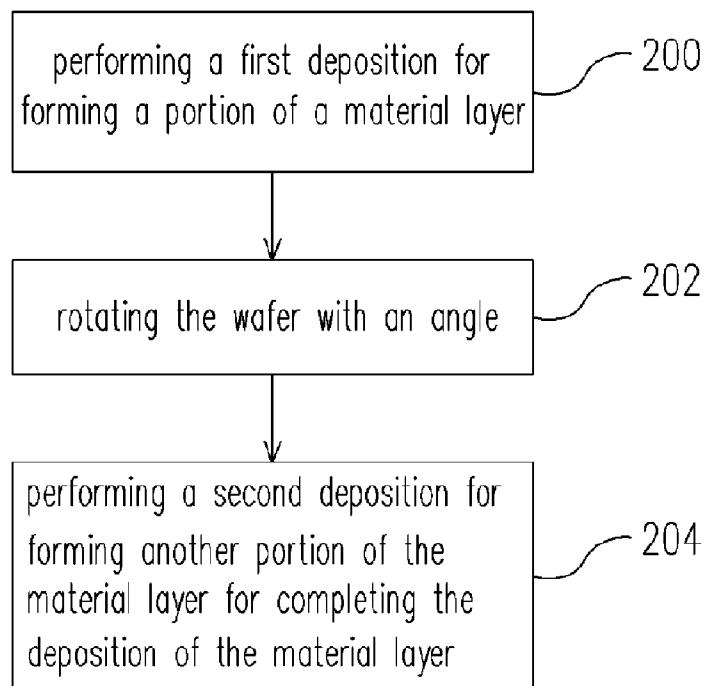 performing a first deposition for
forming a portion of a material layer
200
rotating the wafer with an angle
202
performing a second deposition for
forming another portion of the
material layer for completing the
deposition of the material layer
204